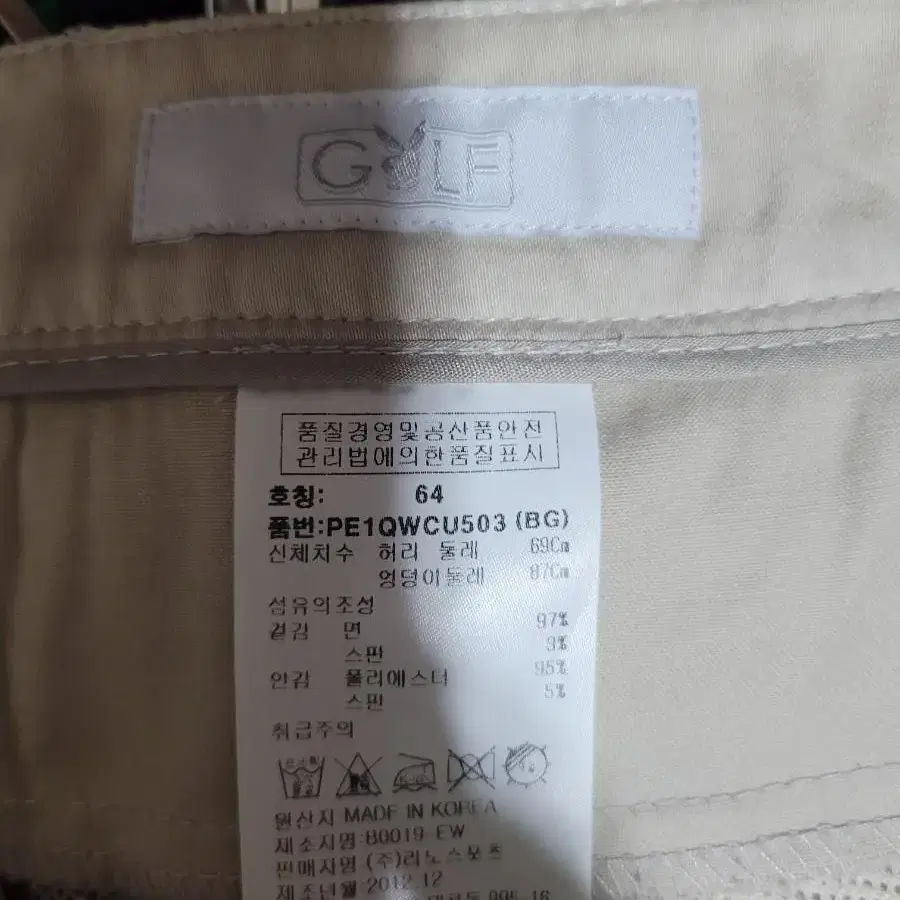 GOLF
품질경영및공산품안전
관리법에의한품질표시
호칭: 64
품번:PE1QWCU503 (BG)
신체치수 허리 둘레 69Cm
엉덩이둘레 87Cm
섬유의조성
겉감 면 97%
스판 3%
안감 폴리에스터 95%
스판 5%
취급주의
원산지 MADE IN KOREA
제조지명:B0019-EW
판매자명 (주)리노스포츠
제조년월:2012.12
995-16